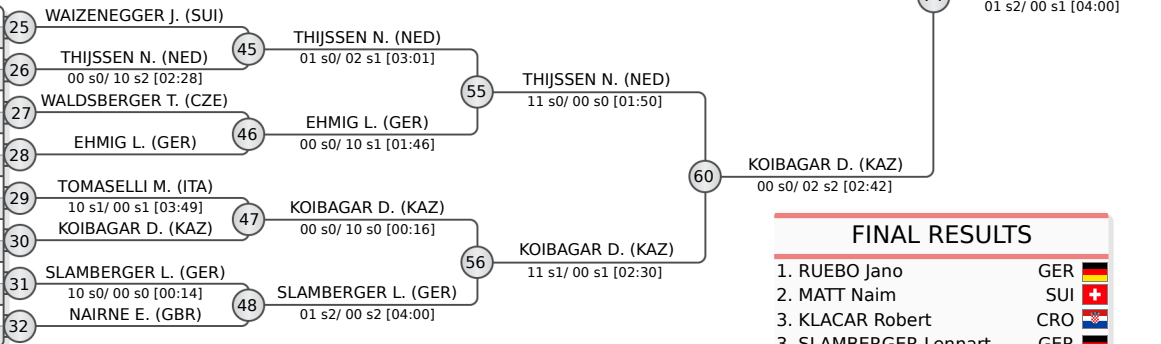 01 s2/ 00 s1 [04:00]
25
WAIZENEGGER J. (SUI)
45
THIJSSEN N. (NED)
01 s0/ 02 s1 [03:01]
26
THIJSSEN N. (NED)
00 s0/ 10 s2 [02:28]
55
THIJSSEN N. (NED)
11 s0/ 00 s0 [01:50]
27
WALDSBERGER T. (CZE)
46
EHMIG L. (GER)
00 s0/ 10 s1 [01:46]
28
EHMIG L. (GER)
60
KOIBAGAR D. (KAZ)
00 s0/ 02 s2 [02:42]
29
TOMASELLI M. (ITA)
10 s1/ 00 s1 [03:49]
47
KOIBAGAR D. (KAZ)
00 s0/ 10 s0 [00:16]
30
KOIBAGAR D. (KAZ)
56
KOIBAGAR D. (KAZ)
11 s1/ 00 s1 [02:30]
31
SLAMBERGER L. (GER)
10 s0/ 00 s0 [00:14]
48
SLAMBERGER L. (GER)
01 s2/ 00 s2 [04:00]
32
NAIRNE E. (GBR)
FINAL RESULTS
1. RUEBO Jano GER
2. MATT Naim SUI
3. KLACAR Robert CRO
3. SLAMBERGER Lennart GER